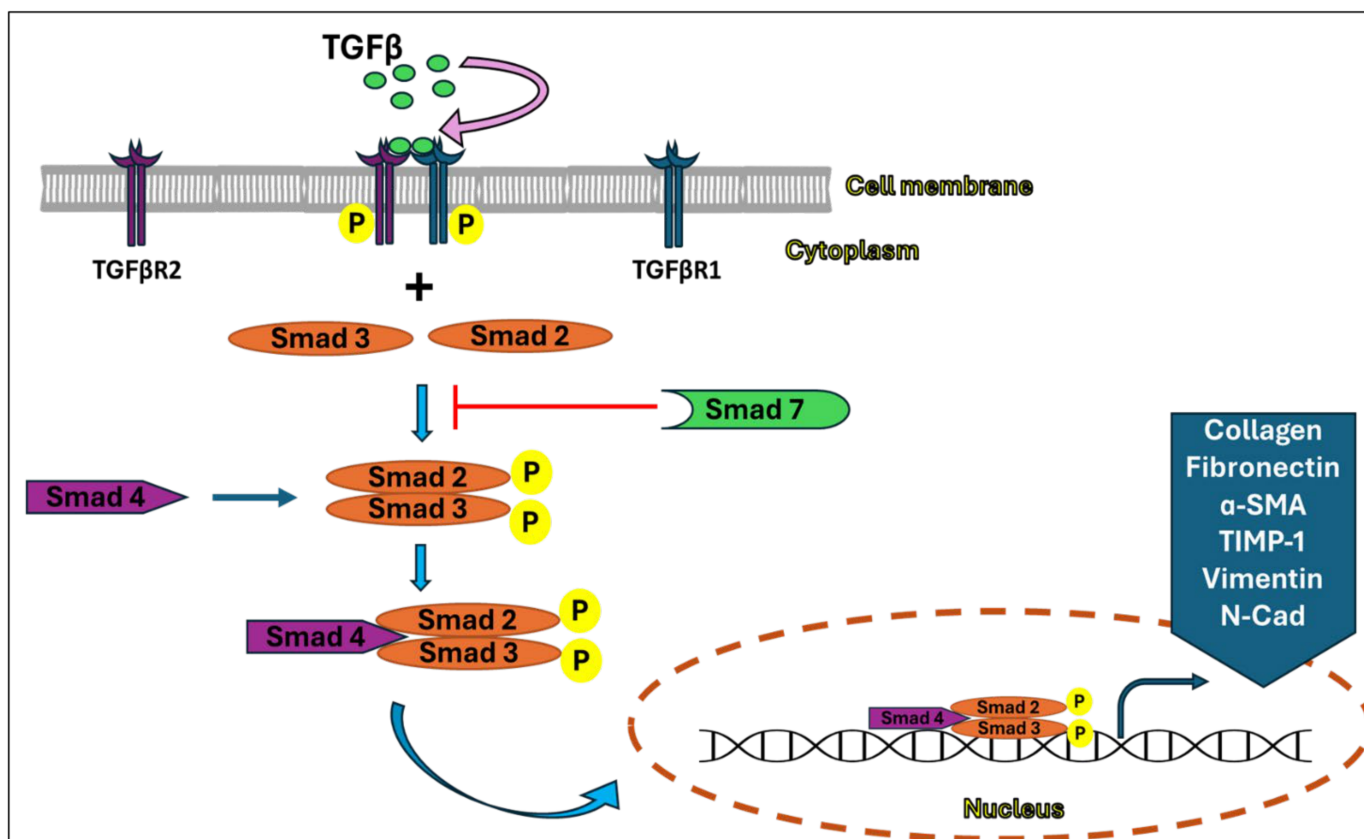 TGFβ
Cell membrane
P
P
Cytoplasm
TGFβR2
TGFβR1
+
Smad 3
Smad 2
Smad 7
Smad 2
P
Smad 3
P
Smad 4
Smad 2
P
Smad 4
Smad 3
P
Collagen
Fibronectin
α-SMA
TIMP-1
Vimentin
N-Cad
Smad 2
P
Smad 4
Smad 3
P
Nucleus